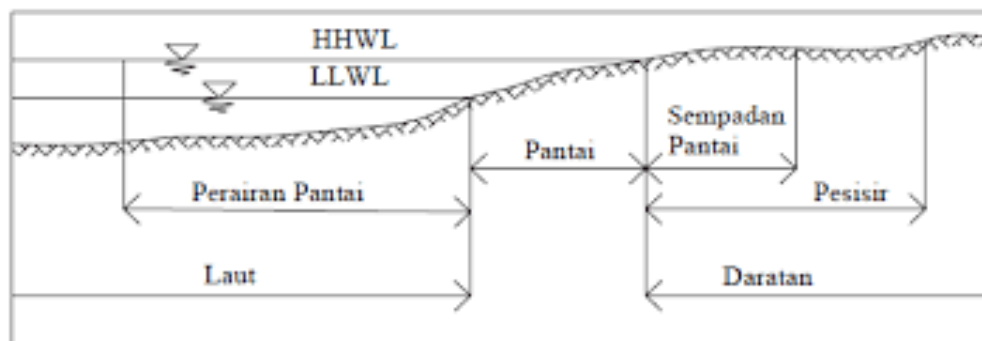 HHWL
LLWL
Sempadan
Pantai
Pantai
Perairan Pantai
Pesisir
Laut
Daratan